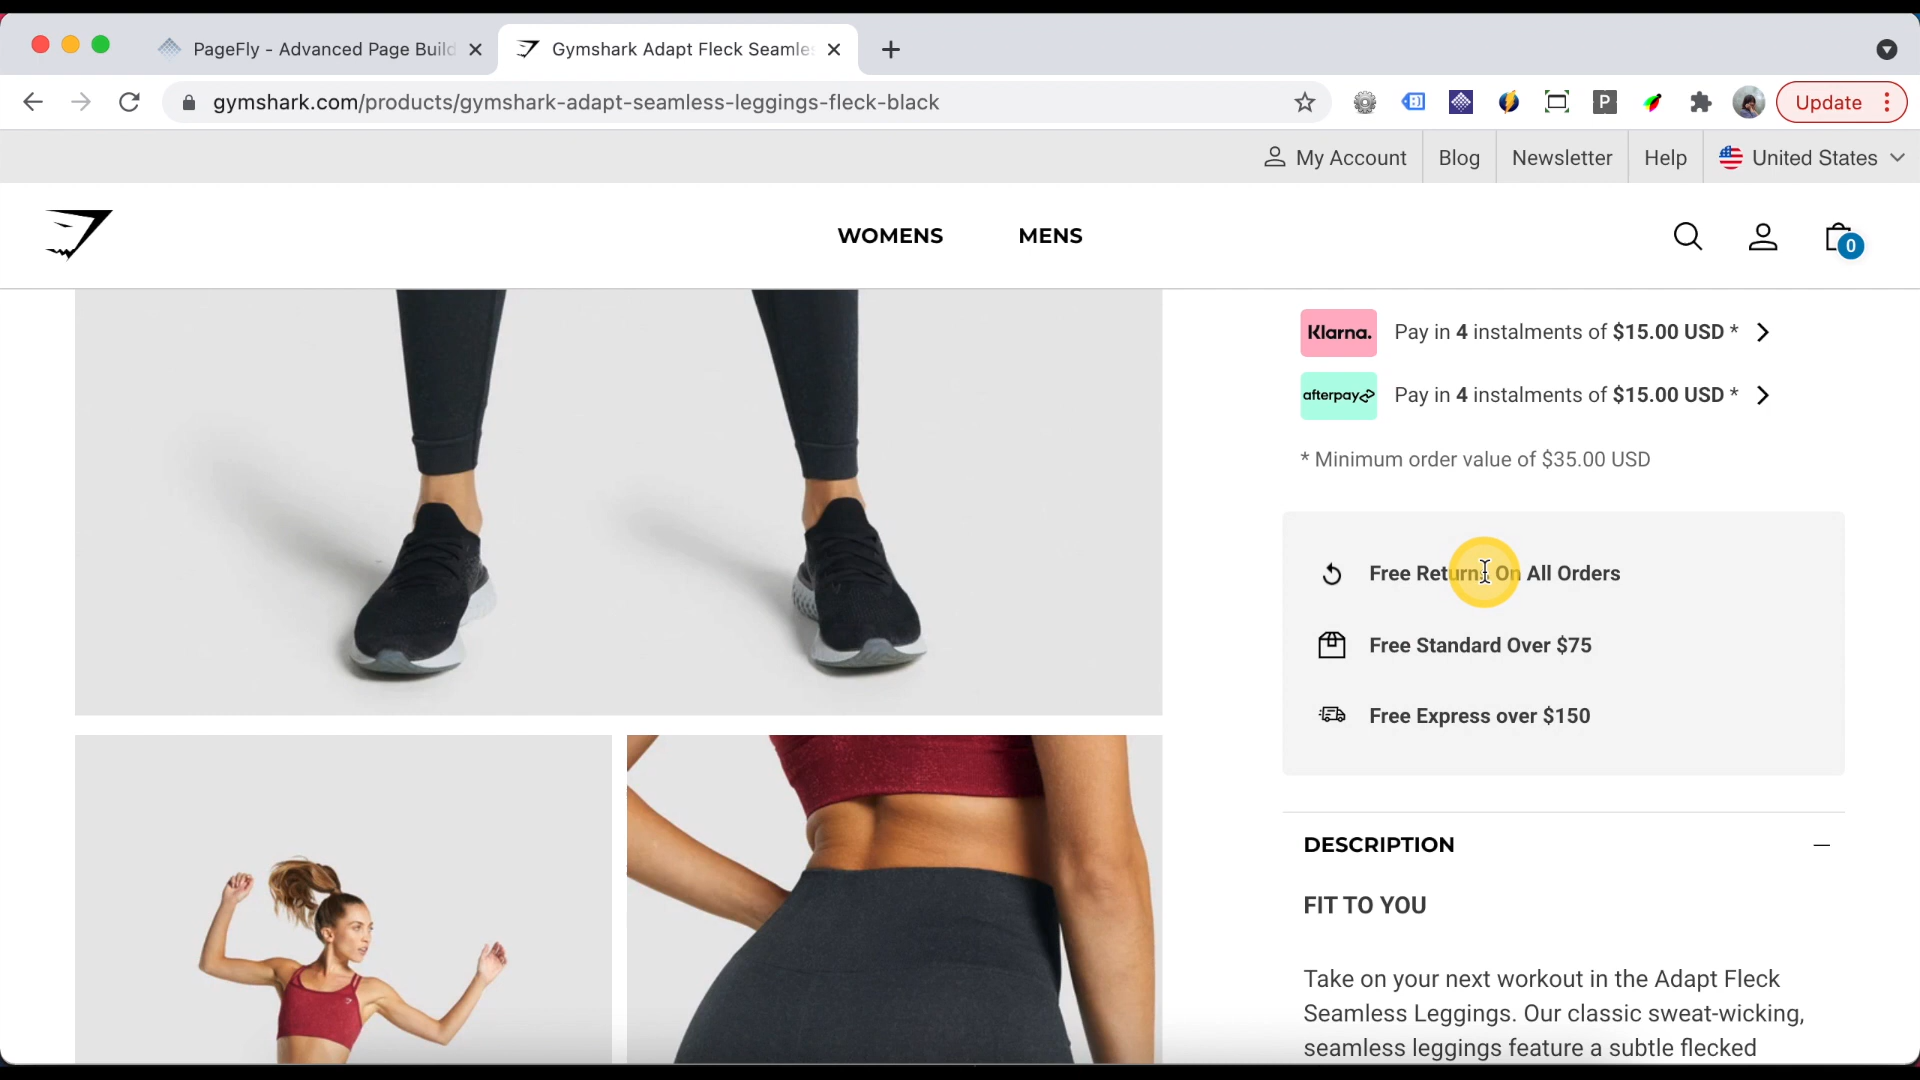 PageFly - Advanced Page Build
Gymshark Adapt Fleck Seamle
gymshark.com/products/gymshark-adapt-seamless-leggings-fleck-black
P
Update
My Account
Blog
Newsletter
Help
United States
WOMENS
MENS
0
Klarna. Pay in 4 instalments of $15.00 USD *
afterpay Pay in 4 instalments of $15.00 USD *
* Minimum order value of $35.00 USD
Free Returns On All Orders
Free Standard Over $75
Free Express over $150
DESCRIPTION
FIT TO YOU
Take on your next workout in the Adapt Fleck
Seamless Leggings. Our classic sweat-wicking,
seamless leggings feature a subtle flecked